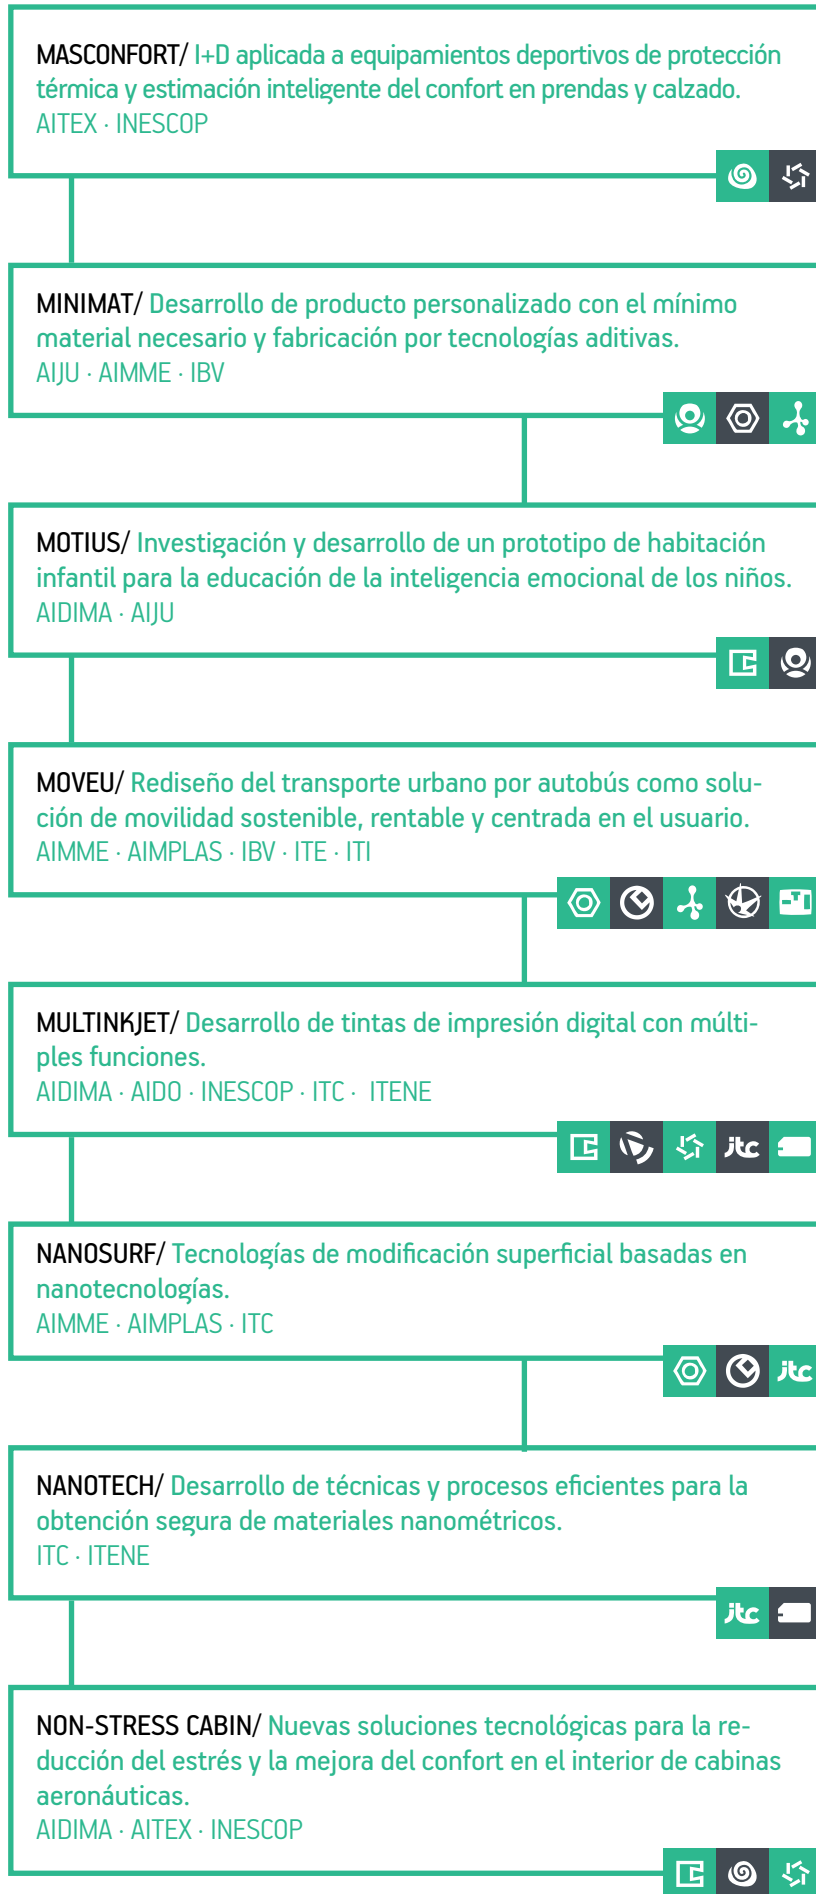 MASCONFORT/ I+D aplicada a equipamientos deportivos de protección
térmica y estimación inteligente del confort en prendas y calzado.
AITEX · INESCOP
MINIMAT/ Desarrollo de producto personalizado con el mínimo
material necesario y fabricación por tecnologías aditivas.
AIJU · AIMME · IBV
MOTIUS/ Investigación y desarrollo de un prototipo de habitación
infantil para la educación de la inteligencia emocional de los niños.
AIDIMA · AIJU
MOVEU/ Rediseño del transporte urbano por autobús como solu-
ción de movilidad sostenible, rentable y centrada en el usuario.
AIMME · AIMPLAS · IBV · ITE · ITI
MULTINKJET/ Desarrollo de tintas de impresión digital con múlti-
ples funciones.
AIDIMA · AIDO · INESCOP · ITC · ITENE
itc
NANOSURF/ Tecnologías de modificación superficial basadas en
nanotecnologías.
AIMME · AIMPLAS · ITC
itc
NANOTECH/ Desarrollo de técnicas y procesos eficientes para la
obtención segura de materiales nanométricos.
ITC · ITENE
itc
NON-STRESS CABIN/ Nuevas soluciones tecnológicas para la re-
ducción del estrés y la mejora del confort en el interior de cabinas
aeronáuticas.
AIDIMA · AITEX · INESCOP